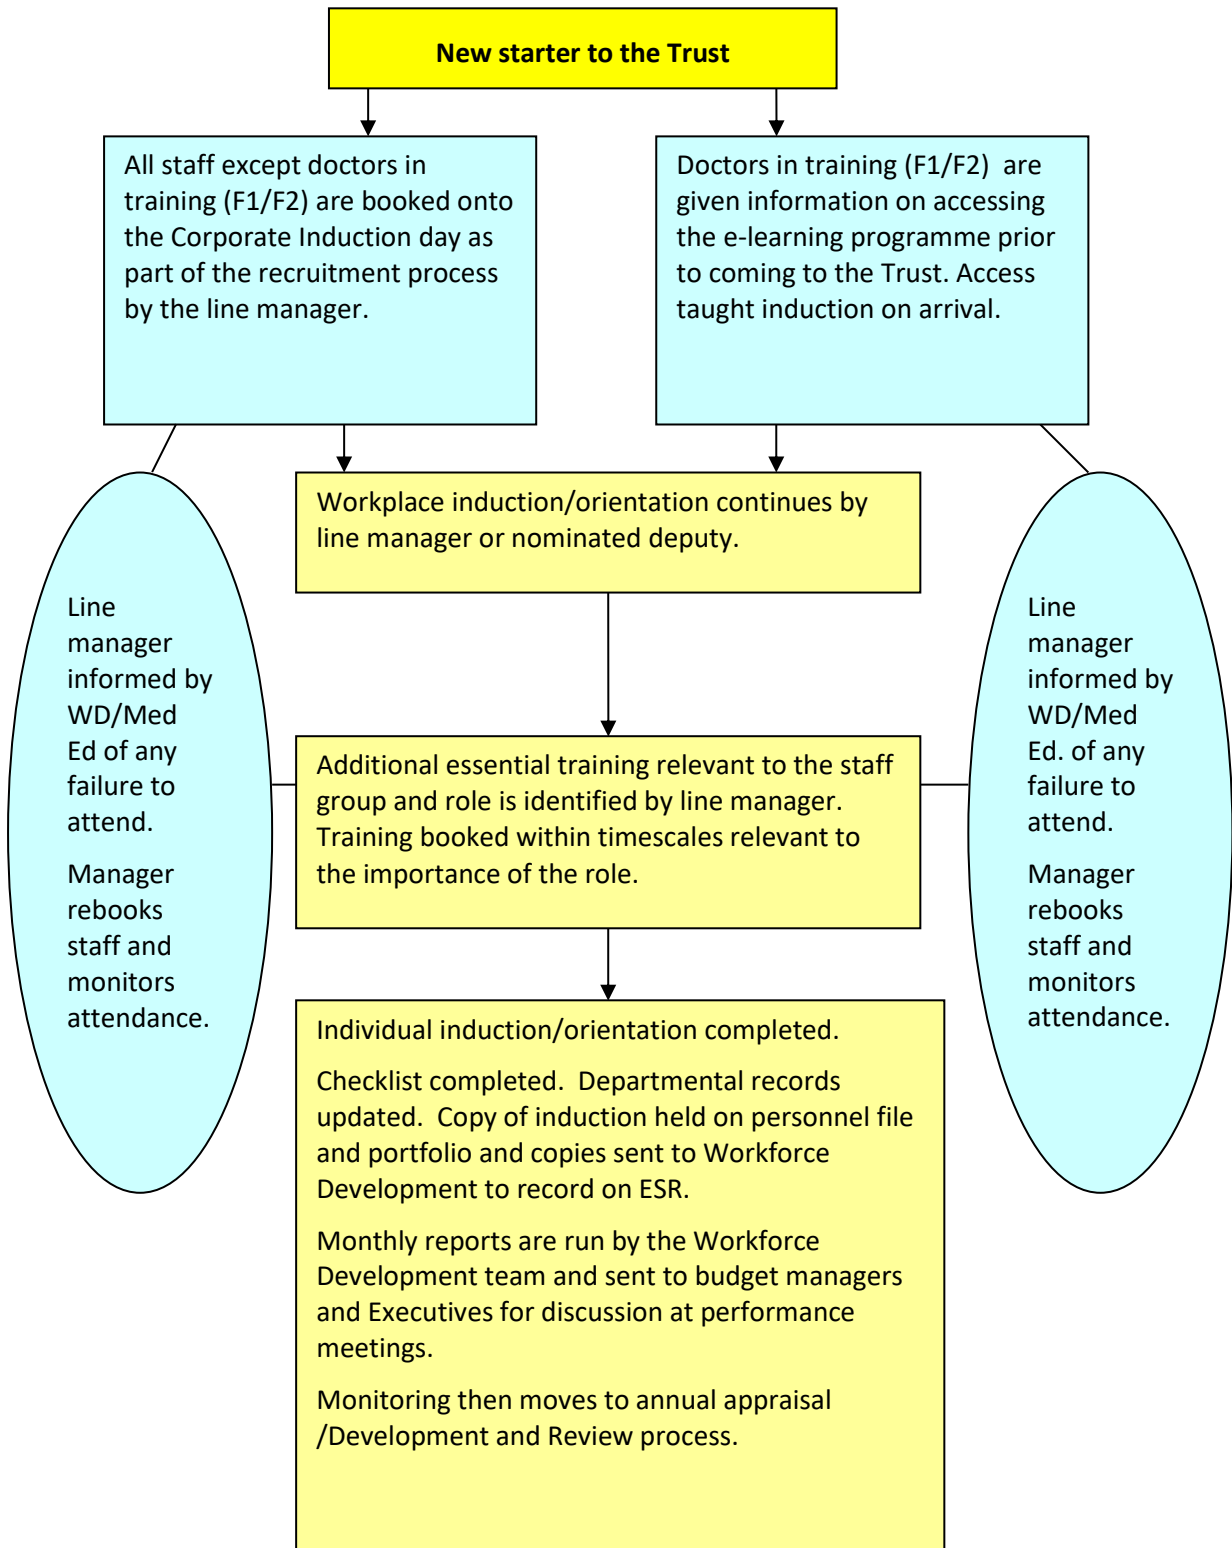 New starter to the Trust
All staff except doctors in
training (F1/F2) are booked onto
the Corporate Induction day as
part of the recruitment process
by the line manager.
Doctors in training (F1/F2)  are
given information on accessing
the e-learning programme prior
to coming to the Trust. Access
taught induction on arrival.
Workplace induction/orientation continues by
line manager or nominated deputy.
Line
manager
informed by
WD/Med
Ed of any
failure to
attend.
Manager
rebooks
staff and
monitors
attendance.
Line
manager
informed by
WD/Med
Ed. of any
failure to
attend.
Manager
rebooks
staff and
monitors
attendance.
Additional essential training relevant to the staff
group and role is identified by line manager.
Training booked within timescales relevant to
the importance of the role.
Individual induction/orientation completed.
Checklist completed.  Departmental records
updated.  Copy of induction held on personnel file
and portfolio and copies sent to Workforce
Development to record on ESR.
Monthly reports are run by the Workforce
Development team and sent to budget managers
and Executives for discussion at performance
meetings.
Monitoring then moves to annual appraisal
/Development and Review process.